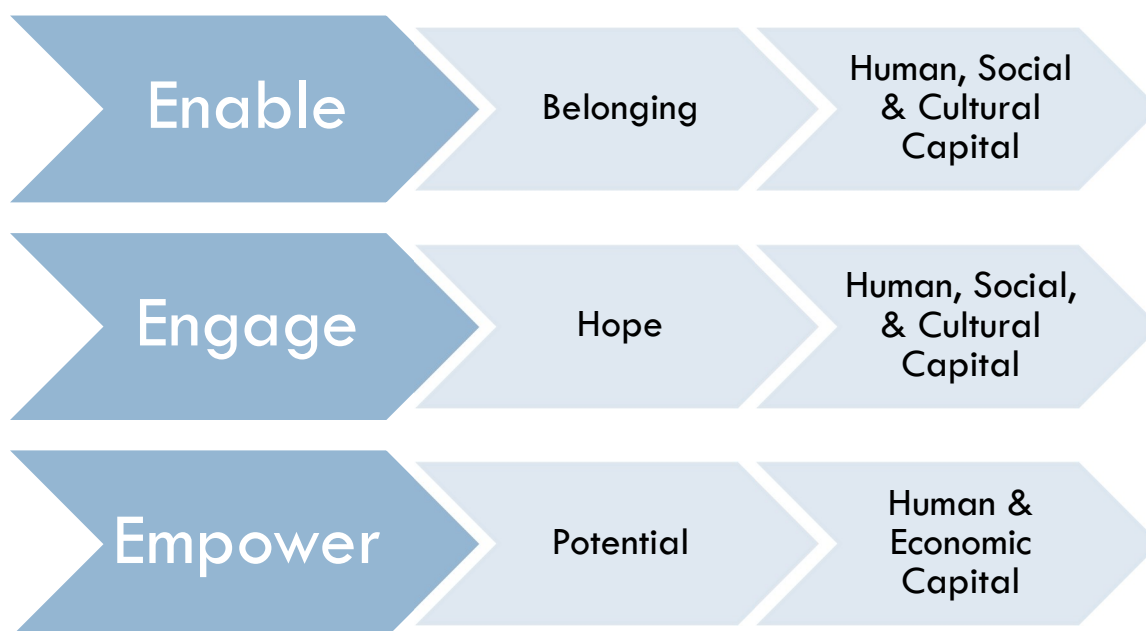 Enable
Belonging
Human, Social
& Cultural
Capital
Engage
Hope
Human, Social,
& Cultural
Capital
Empower
Potential
Human &
Economic
Capital